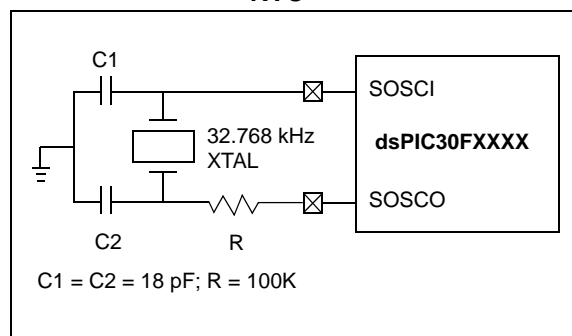 C1
SOSCI
32.768 kHz
XTAL
dsPIC30FXXXX
SOSCO
C2
R
C1 = C2 = 18 pF; R = 100K